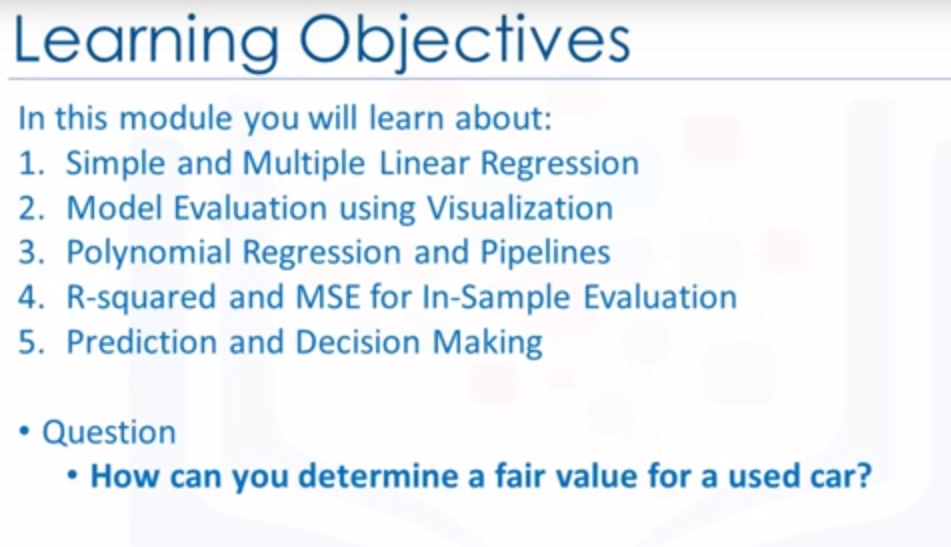 Learning Objectives
In this module you will learn about:
1. Simple and Multiple Linear Regression
2. Model Evaluation using Visualization
3. Polynomial Regression and Pipelines
4. R-squared and MSE for In-Sample Evaluation
5. Prediction and Decision Making
• Question
• How can you determine a fair value for a used car?